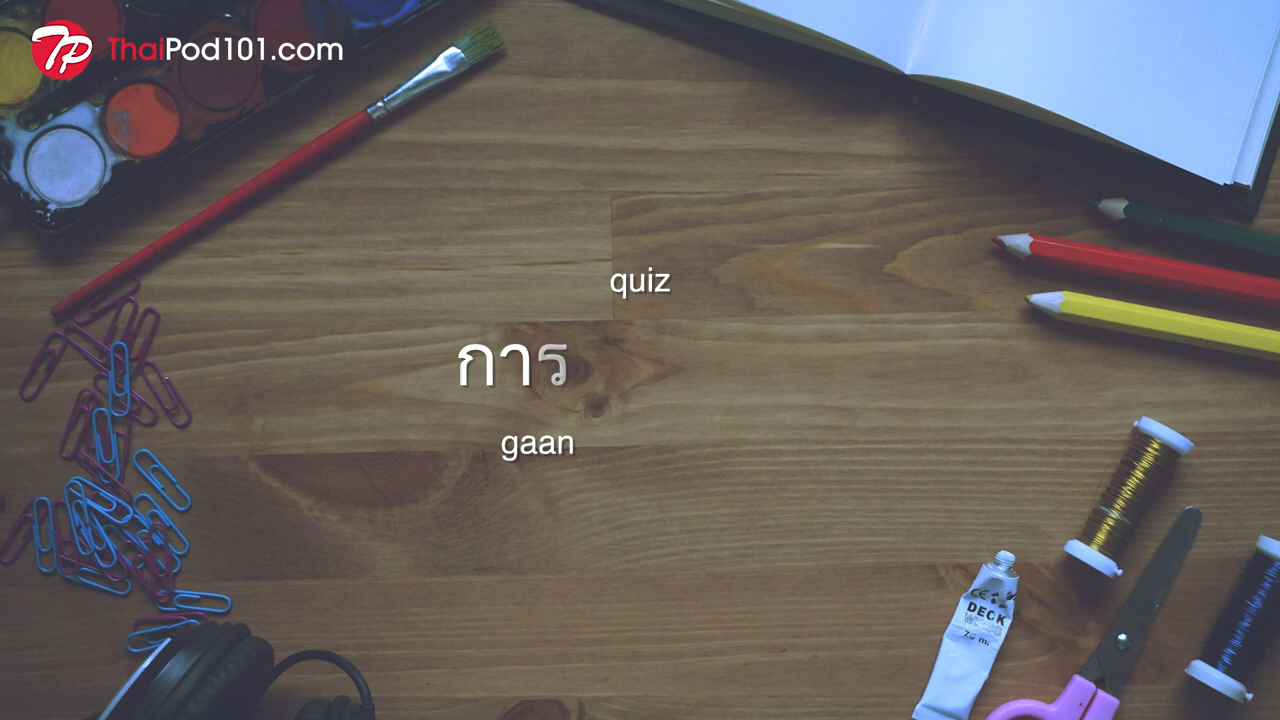 ThaiPod101.com
quiz
การ
gaan
DECK